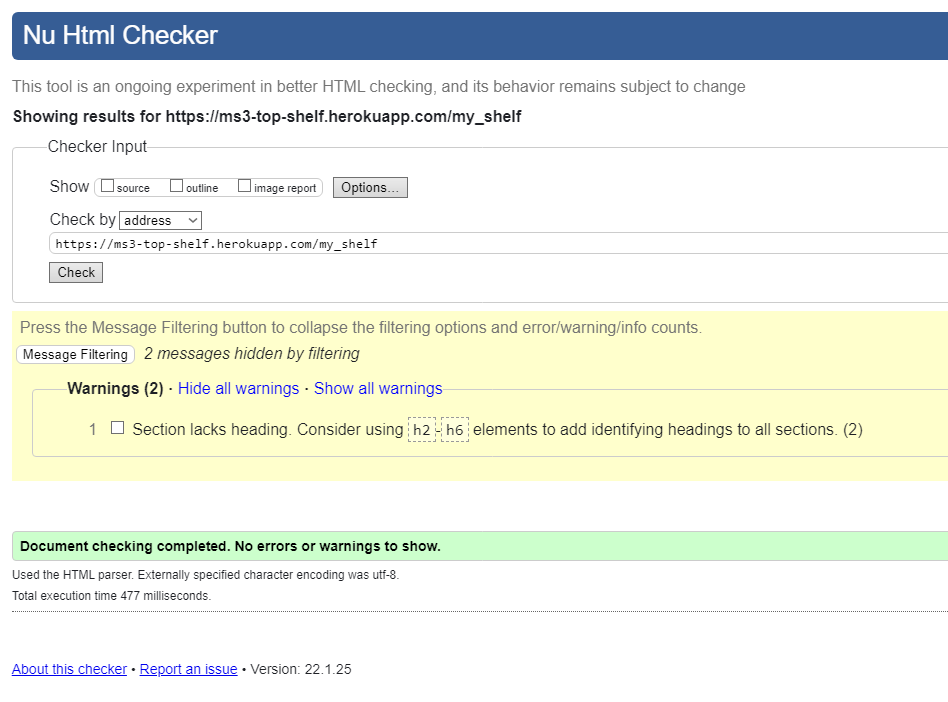 Nu Html Checker
This tool is an ongoing experiment in better HTML checking, and its behavior remains subject to change
Showing results for https://ms3-top-shelf.herokuapp.com/my_shelf
Checker Input
Show source outline image report Options...
Check by address
https://ms3-top-shelf.herokuapp.com/my_shelf
Check
Press the Message Filtering button to collapse the filtering options and error/warning/info counts.
Message Filtering 2 messages hidden by filtering
Warnings (2) · Hide all warnings · Show all warnings
1 Section lacks heading. Consider using h2-h6 elements to add identifying headings to all sections. (2)
Document checking completed. No errors or warnings to show.
Used the HTML parser. Externally specified character encoding was utf-8.
Total execution time 477 milliseconds.
About this checker • Report an issue • Version: 22.1.25